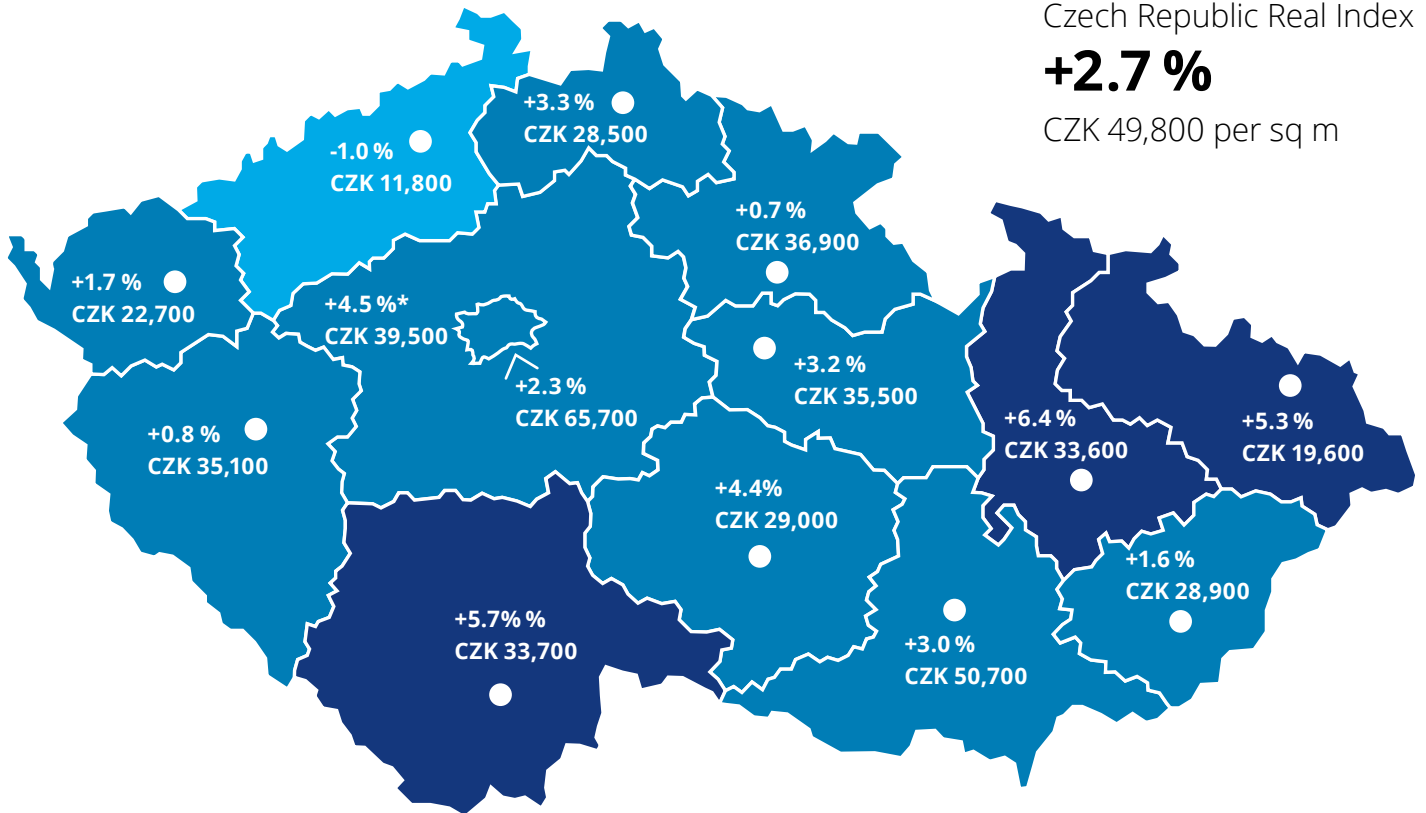 Czech Republic Real Index
+2.7 %
CZK 49,800 per sq m
+3.3 %
CZK 28,500
-1.0 %
CZK 11,800
+0.7 %
CZK 36,900
+1.7 %
CZK 22,700
+4.5 %*
CZK 39,500
+3.2 %
CZK 35,500
+2.3 %
CZK 65,700
+6.4 %
CZK 33,600
+5.3 %
CZK 19,600
+0.8 %
CZK 35,100
+4.4%
CZK 29,000
+1.6 %
CZK 28,900
+5.7% %
CZK 33,700
+3.0 %
CZK 50,700